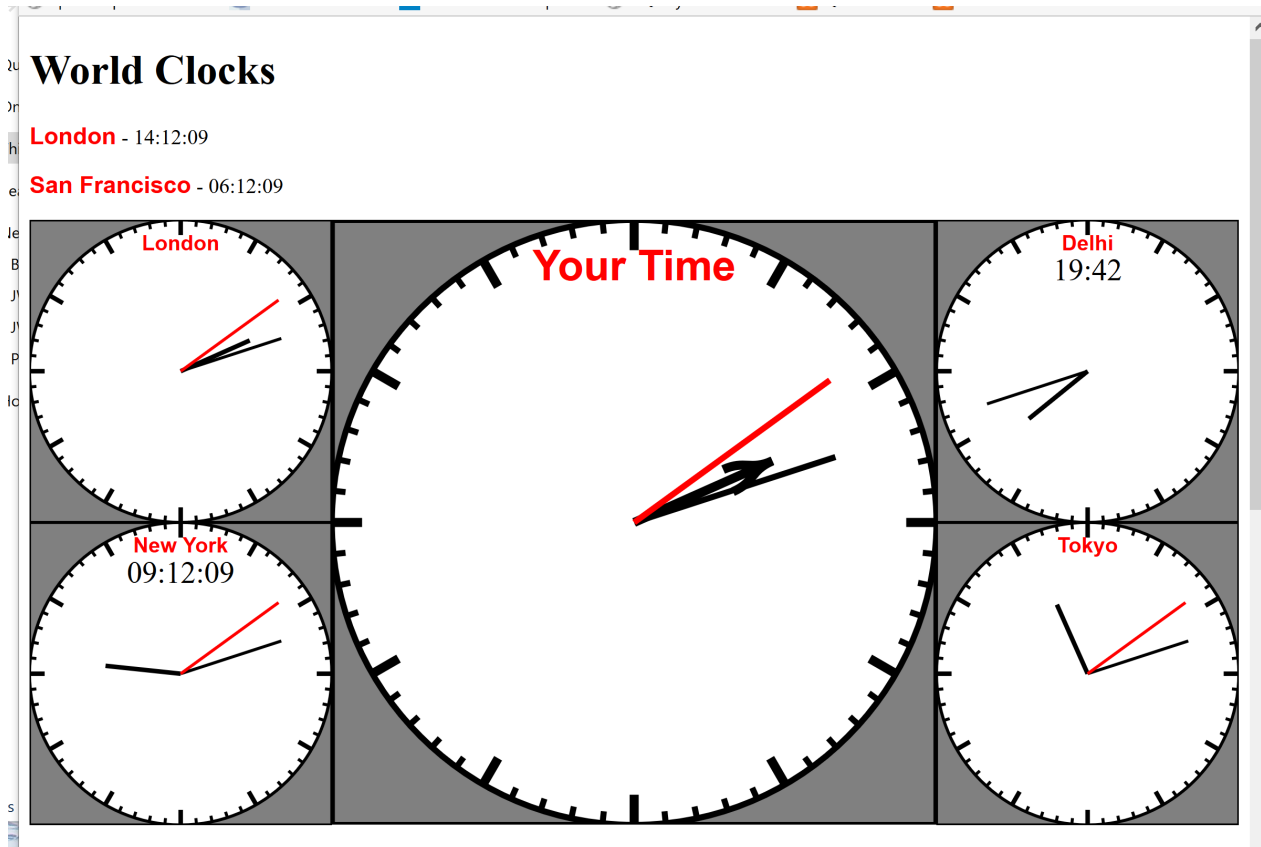 World Clocks
London - 14:12:09
San Francisco - 06:12:09
London
Your Time
Delhi
19:42
New York
09:12:09
Tokyo